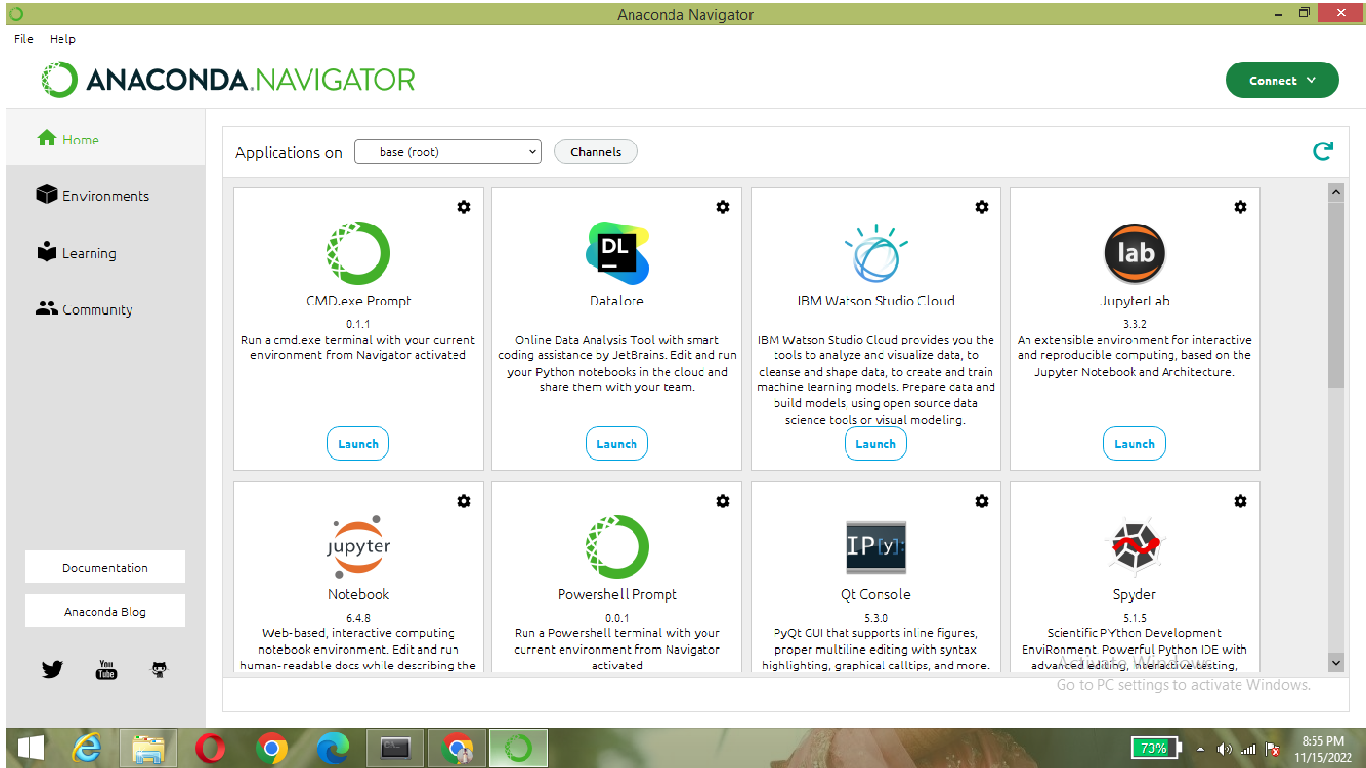 Anaconda Navigator
File Help
ANACONDA.NAVIGATOR
Connect
Home
Environments
Learning
Community
Documentation
Anaconda Blog
You
Tube
Applications on base (root) Channels
CMD.exe Prompt
0.1.1
Run a cmd.exe terminal with your current
environment from Navigator activated
Launch
DL
Datalore
Online Data Analysis Tool with smart
coding assistance by JetBrains. Edit and run
your Python notebooks in the cloud and
share them with your team.
Launch
IBM Watson Studio Cloud
IBM Watson Studio Cloud provides you the
tools to analyze and visualize data, to
cleanse and shape data, to create and train
machine learning models. Prepare data and
build models, using open source data
science tools or visual modeling.
Launch
lab
JupyterLab
3.3.2
An extensible environment for interactive
and reproducible computing, based on the
Jupyter Notebook and Architecture.
Launch
jupyter
Notebook
6.4.8
Web-based, interactive computing
notebook environment. Edit and run
human-readable docs while describing the
Powershell Prompt
0.0.1
Run a Powershell terminal with your
current environment from Navigator
activated
IP[y]:
Qt Console
5.3.0
PyQt GUI that supports inline figures,
proper multiline editing with syntax
highlighting, graphical calltips, and more.
Spyder
5.1.5
Scientific PYthon Development
EnviRonment. Powerful Python IDE with
advanced editing, interactive testing,
Activate Windows
Go to PC settings to activate Windows.
73%
8:55 PM
11/15/2022